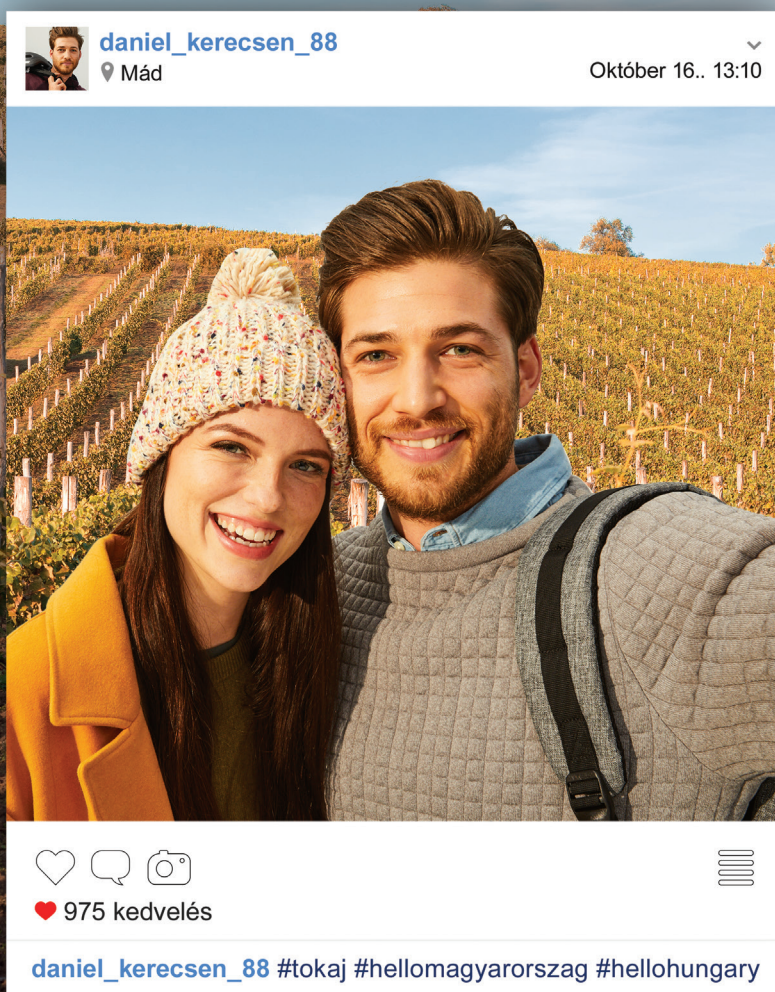 daniel_kerecsen_88
Mád
Október 16.. 13:10
975 kedvelés
daniel_kerecsen_88 #tokaj #hellomagyarorszag #hellohungary